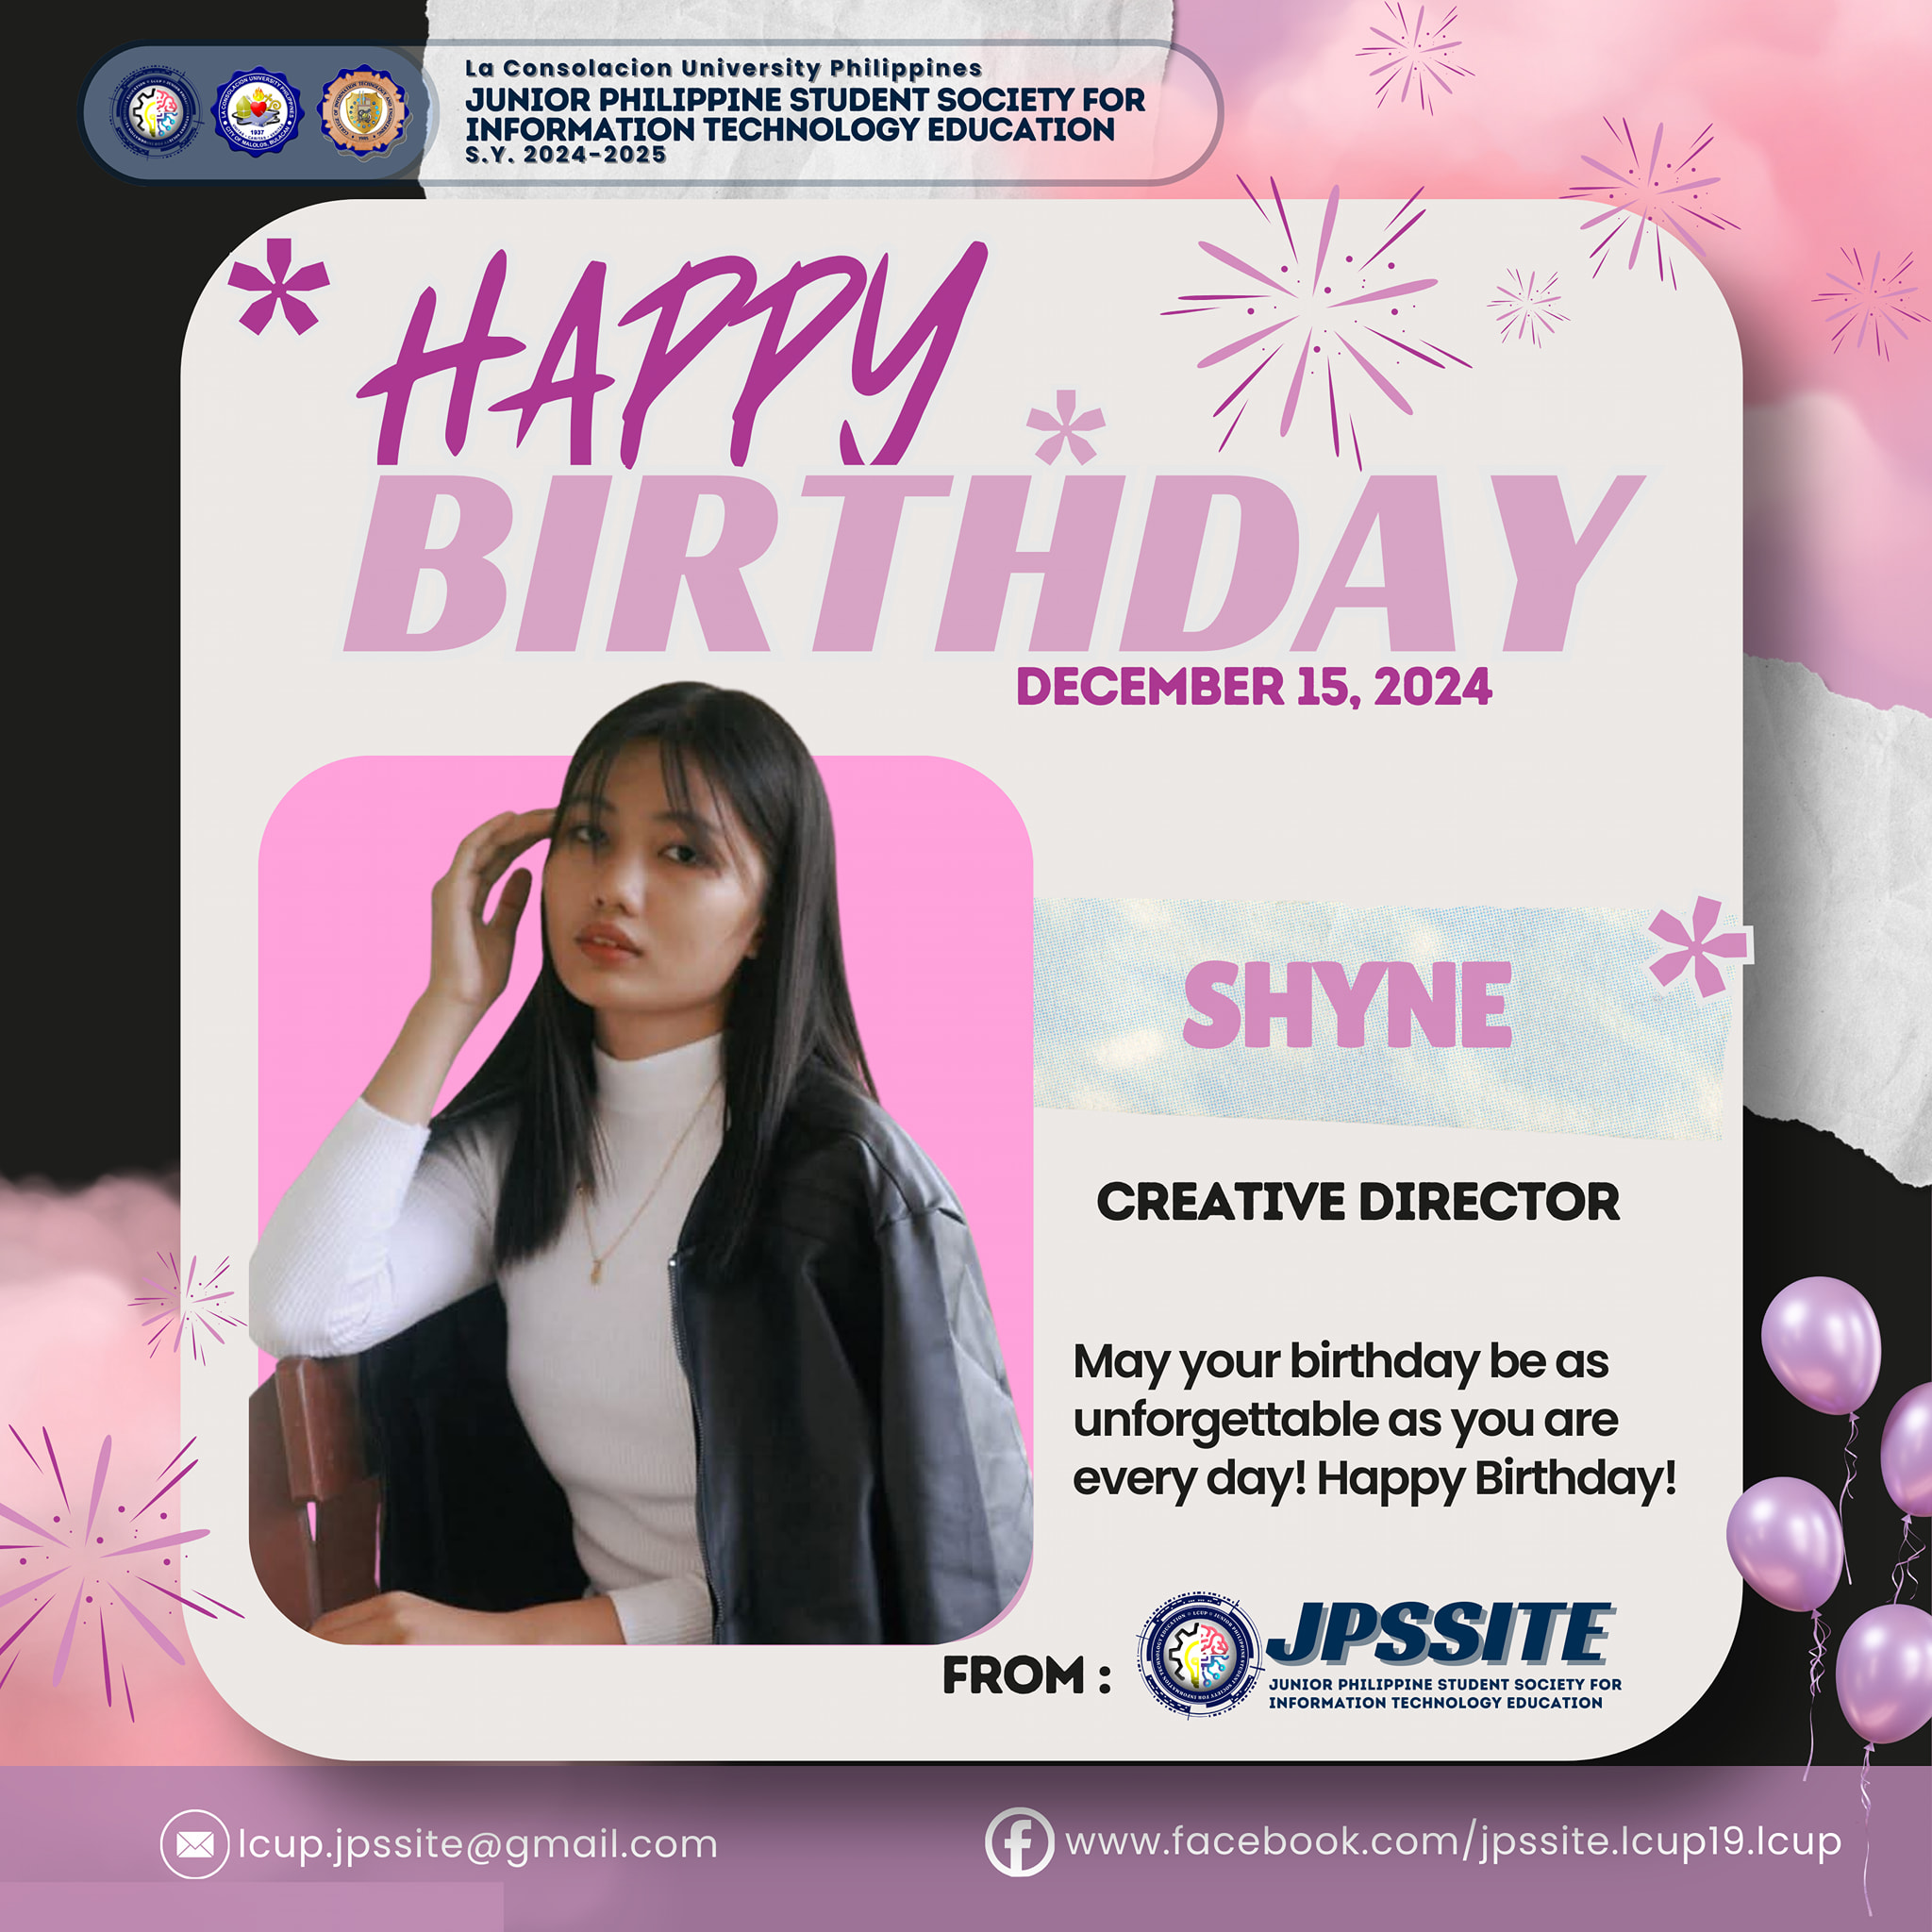 La Consolacion University Philippines
JUNIOR PHILIPPINE STUDENT SOCIETY FOR
INFORMATION TECHNOLOGY EDUCATION
S.Y. 2024-2025
HAPPY
BIRTHDAY
DECEMBER 15, 2024
SHYNE
CREATIVE DIRECTOR
May your birthday be as
unforgettable as you are
every day! Happy Birthday!
FROM :
JPSSITE
JUNIOR PHILIPPINE STUDENT SOCIETY FOR
INFORMATION TECHNOLOGY EDUCATION
lcup.jpssite@gmail.com
www.facebook.com/jpssite.lcup19.lcup